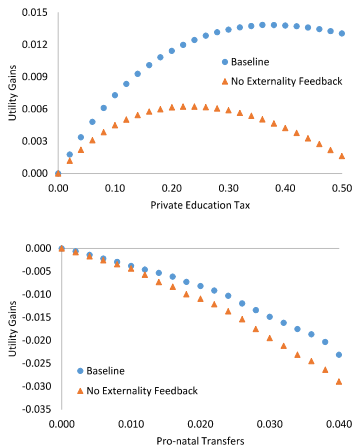 0.015
0.012
0.009
0.006
0.003
0.000
Utility Gains
Baseline
No Externality Feedback
0.00 0.10 0.20 0.30 0.40 0.50
Private Education Tax
0.000
-0.005
-0.010
-0.015
-0.020
-0.025
-0.030
-0.035
Utility Gains
Baseline
No Externality Feedback
0.000 0.010 0.020 0.030 0.040
Pro-natal Transfers